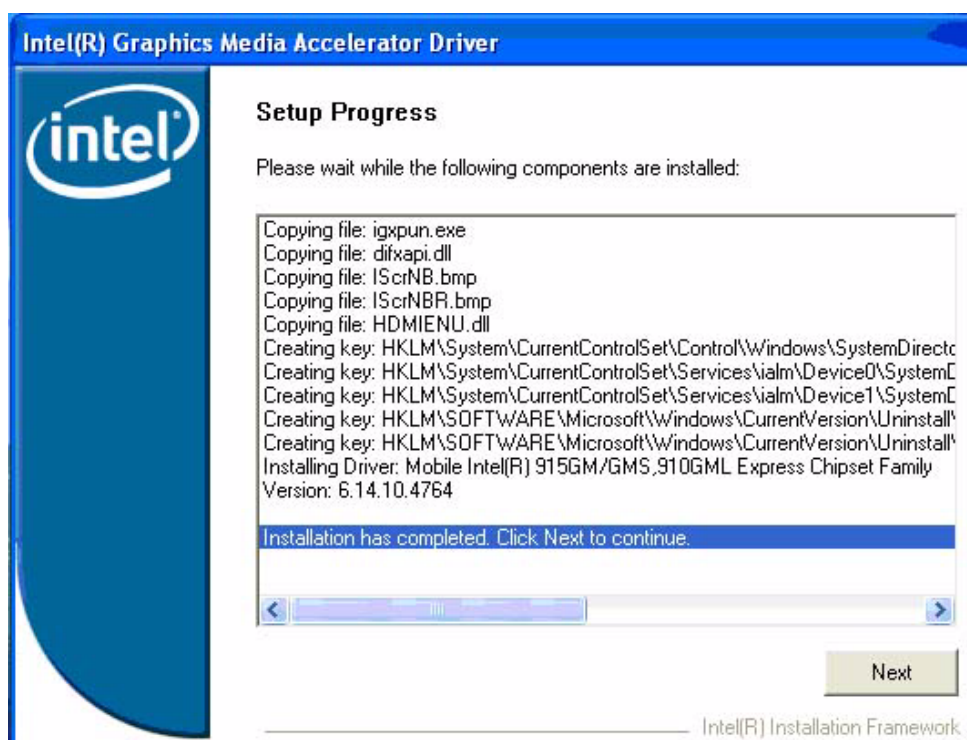 Intel(R) Graphics Media Accelerator Driver
intel
Setup Progress
Please wait while the following components are installed:
Copying file: igxpun.exe
Copying file: difxapi.dll
Copying file: IScrNB.bmp
Copying file: IScrNBR.bmp
Copying file: HDMIENU.dll
Creating key: HKLM\System\CurrentControlSet\Control\Windows\SystemDirecto
Creating key: HKLM\System\CurrentControlSet\Services\ialm\Device0\SystemD
Creating key: HKLM\System\CurrentControlSet\Services\ialm\Device1\SystemD
Creating key: HKLM\SOFTWARE\Microsoft\Windows\CurrentVersion\Uninstall\
Creating key: HKLM\SOFTWARE\Microsoft\Windows\CurrentVersion\Uninstall\
Installing Driver: Mobile Intel(R) 915GM/GMS,910GML Express Chipset Family
Version: 6.14.10.4764
Installation has completed. Click Next to continue.
Next
Intel(R) Installation Framework